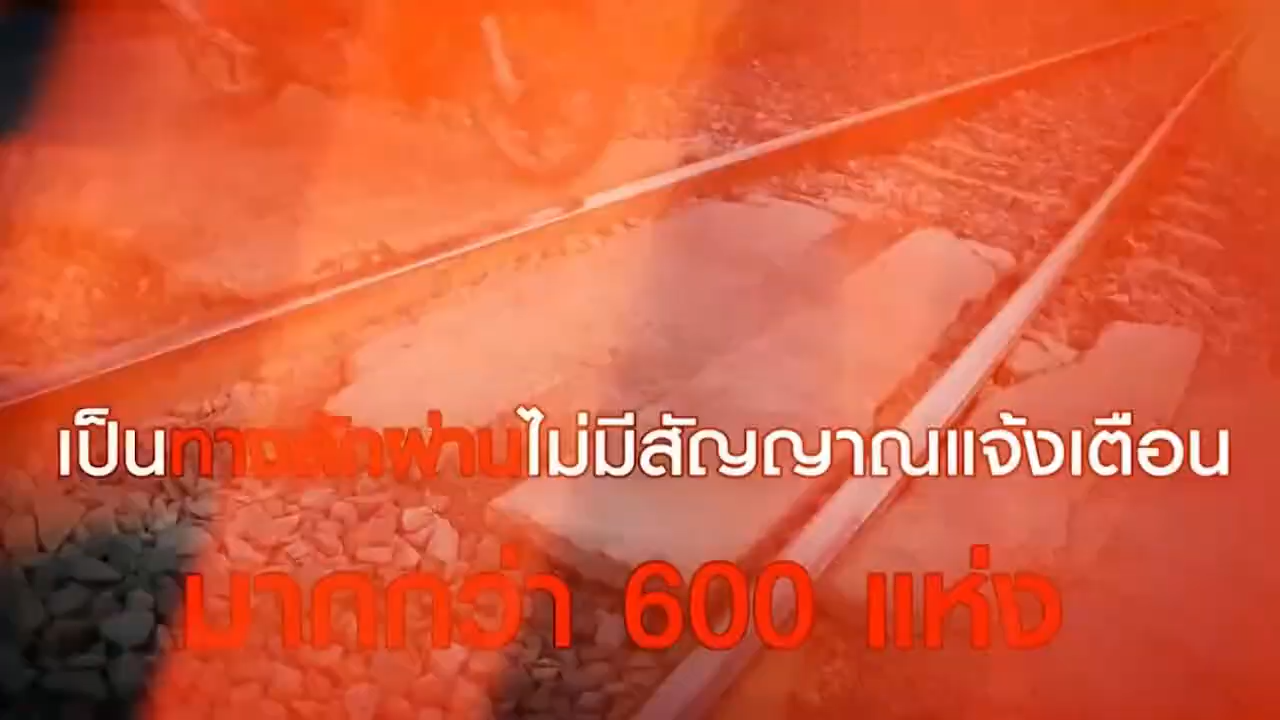 เป็นทางลักผ่านไม่มีสัญญาณแจ้งเตือน
มากกว่า 600 แห่ง